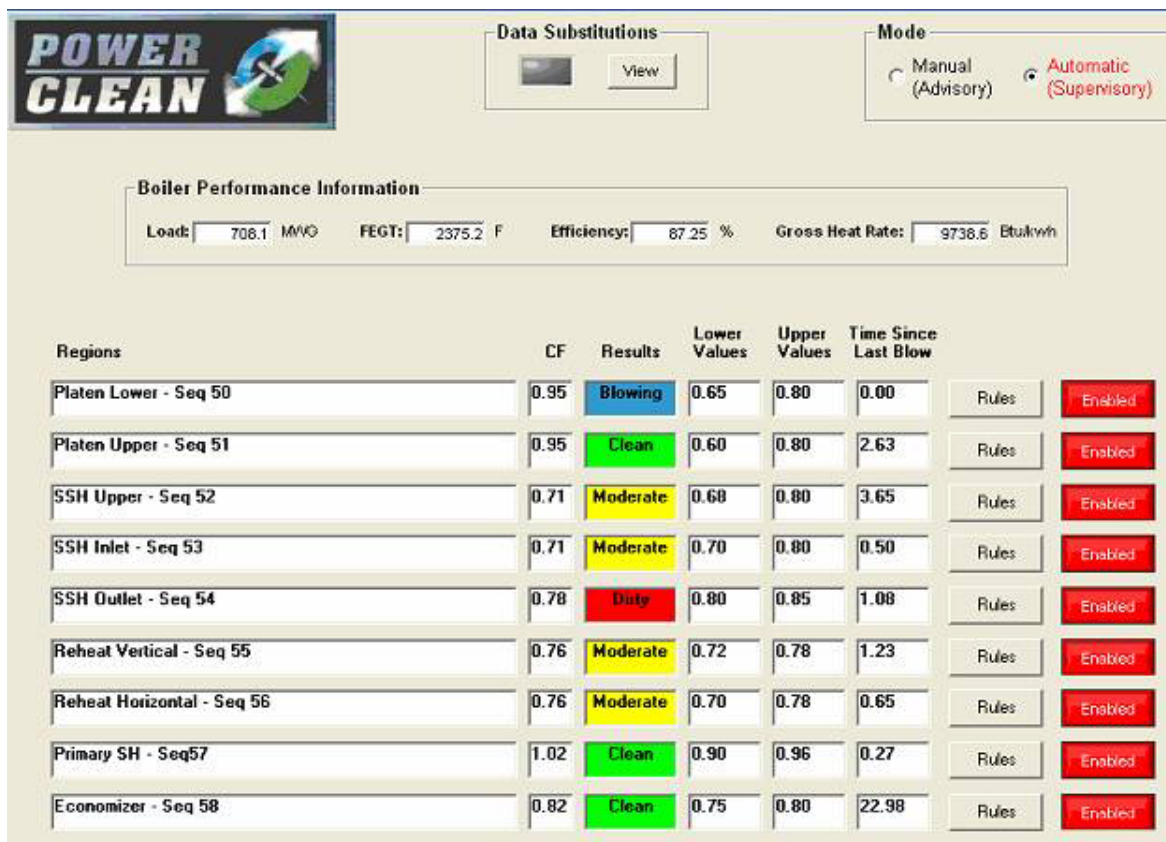 POWER
CLEAN
Data Substitutions
View
Mode
Manual
(Advisory)
Automatic
(Supervisory)
Boiler Performance Information
Load: 708.1 MWG FEGT: 2375.2 F Efficiency: 87.25 % Gross Heat Rate: 9738.6 Btu/kwh
Regions CF Results Lower Values Upper Values Time Since Last Blow
Platen Lower - Seq 50 0.95 Blowing 0.65 0.80 0.00 Rules Enabled
Platen Upper - Seq 51 0.95 Clean 0.60 0.80 2.63 Rules Enabled
SSH Upper - Seq 52 0.71 Moderate 0.68 0.80 3.65 Rules Enabled
SSH Inlet - Seq 53 0.71 Moderate 0.70 0.80 0.50 Rules Enabled
SSH Outlet - Seq 54 0.78 Dirty 0.80 0.85 1.08 Rules Enabled
Reheat Vertical - Seq 55 0.76 Moderate 0.72 0.78 1.23 Rules Enabled
Reheat Horizontal - Seq 56 0.76 Moderate 0.70 0.78 0.65 Rules Enabled
Primary SH - Seq57 1.02 Clean 0.90 0.96 0.27 Rules Enabled
Economizer - Seq 58 0.82 Clean 0.75 0.80 22.98 Rules Enabled